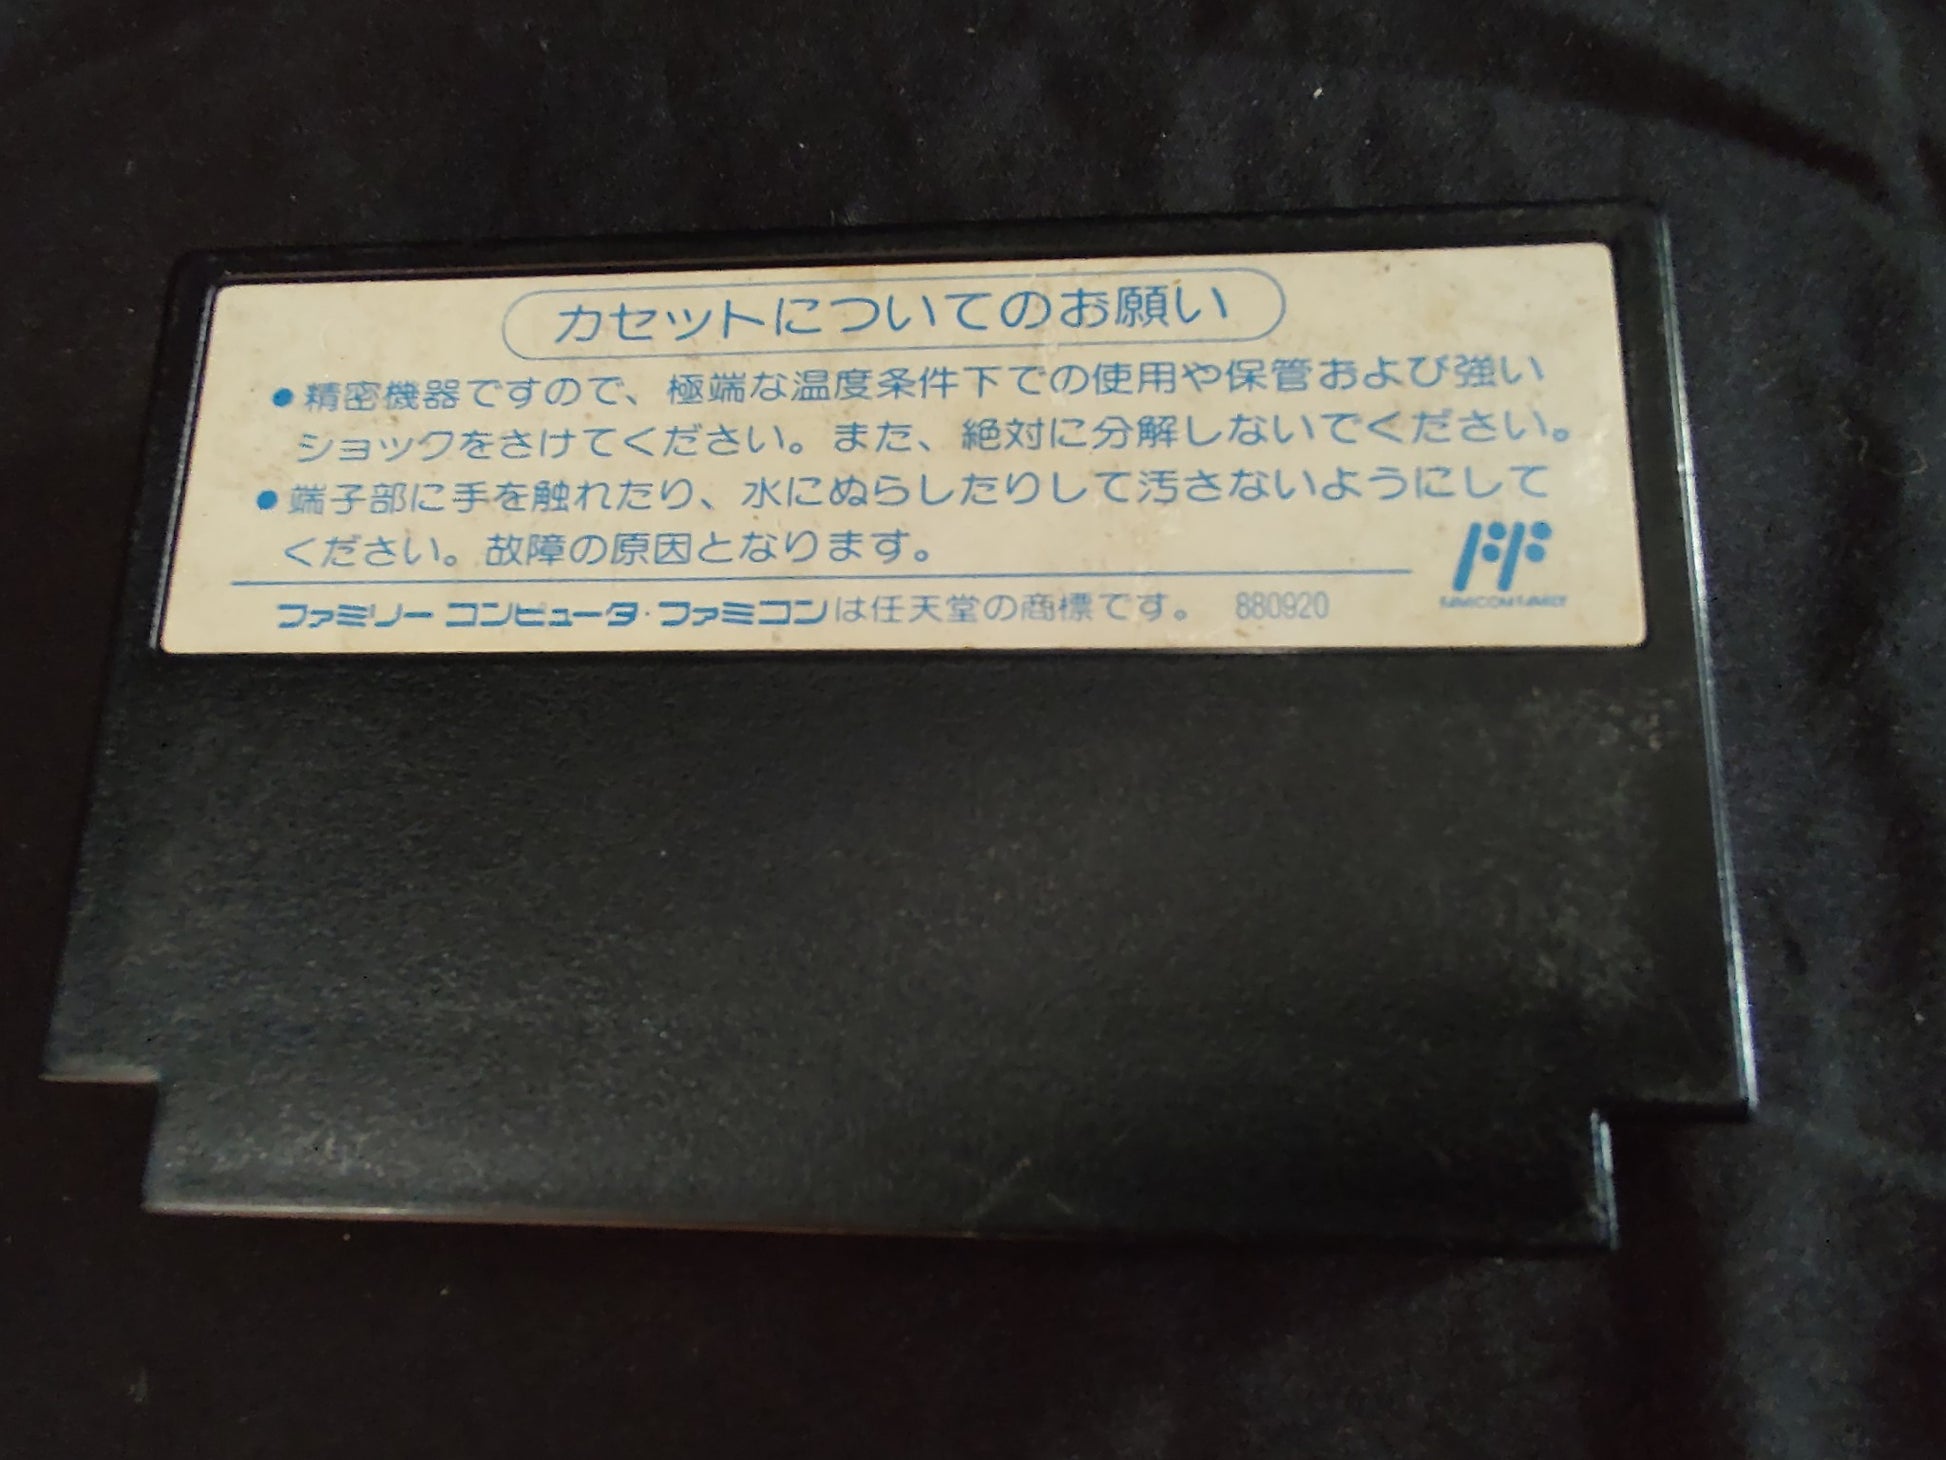 カセットについてのお願い
●精密機器ですので、極端な温度条件下での使用や保管および強い
ショックをさけてください。また、絶対に分解しないでください。
●端子部に手を触れたり、水にぬらしたりして汚さないようにして
ください。故障の原因となります。
FAMICOM FAMILY
ファミリー コンピュータ・ファミコンは任天堂の商標です。 880920